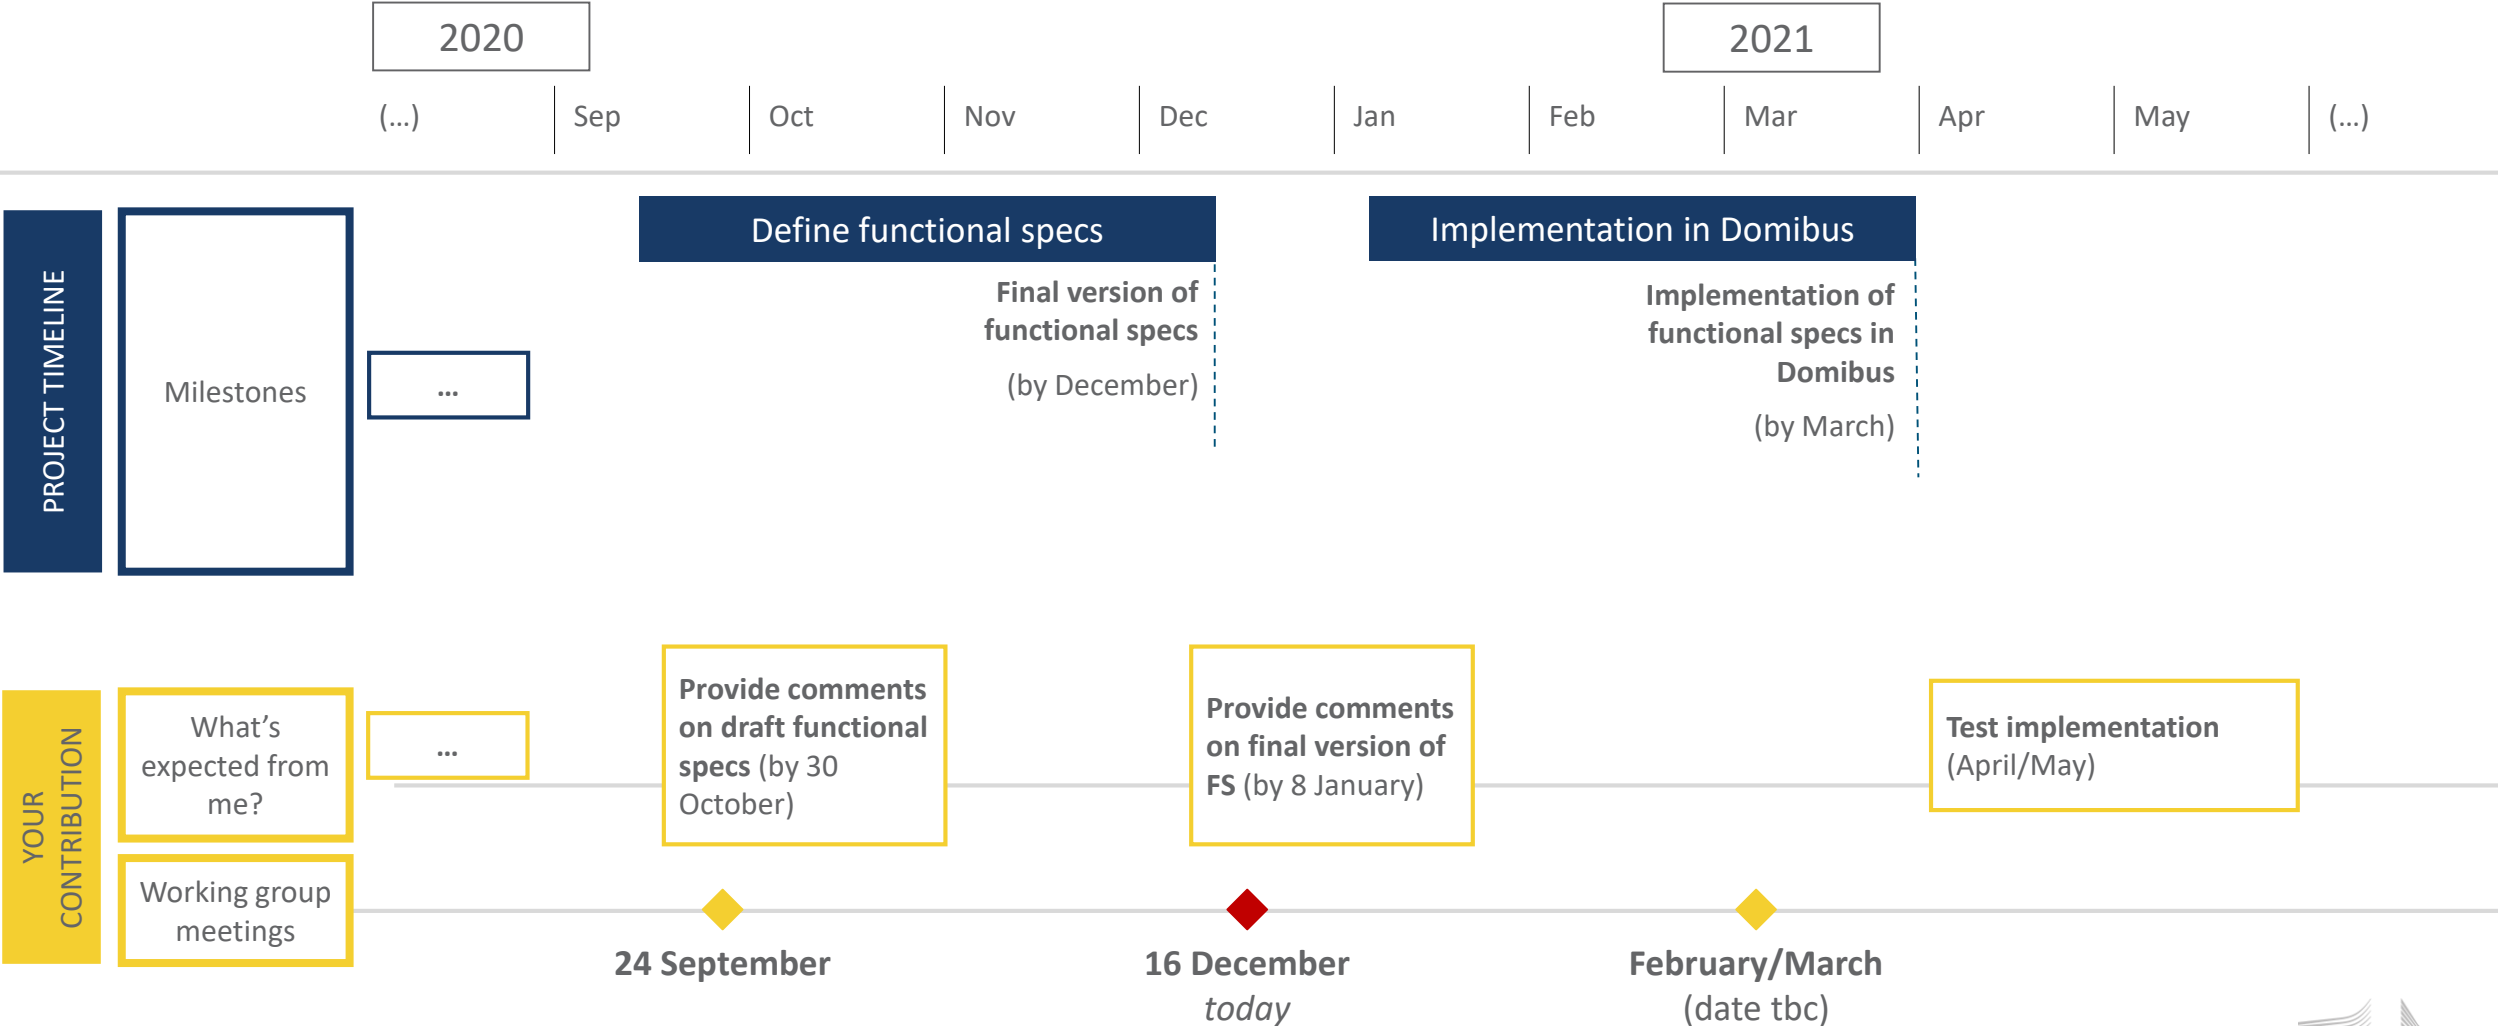 2020
2021
(...)
Sep
Oct
Nov
Dec
Jan
Feb
Mar
Apr
May
(...)
PROJECT TIMELINE
Milestones
...
Define functional specs
Final version of
functional specs
(by December)
Implementation in Domibus
Implementation of
functional specs in
Domibus
(by March)
YOUR
CONTRIBUTION
What's
expected from
me?
...
Provide comments
on draft functional
specs (by 30
October)
Provide comments
on final version of
FS (by 8 January)
Test implementation
(April/May)
Working group
meetings
24 September
16 December
today
February/March
(date tbc)